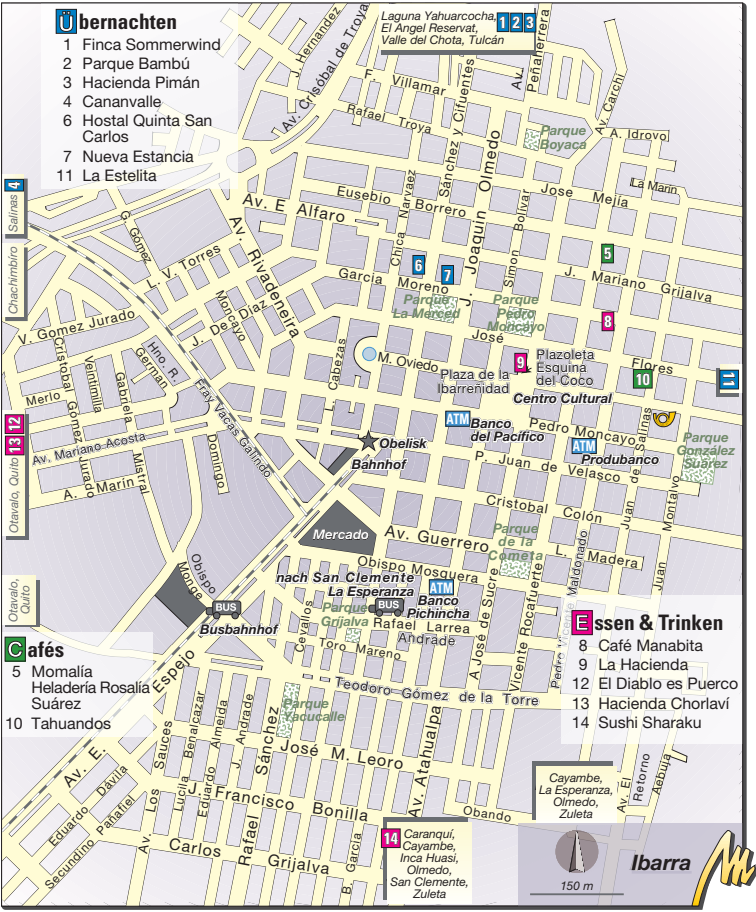 Übernachten
1 Finca Sommerwind
2 Parque Bambú
3 Hacienda Pimán
4 Cananvalle
6 Hostal Quinta San
Carlos
7 Nueva Estancia
11 La Estelita
J. Hernandez
Av. Crisóbal de Troya
Laguna Yahuarcocha,
El Angel Reservat,
Valle del Chota, Tulcán
1 2 3
Av. Peñaherrera
F. Villamar
Rafael Troya
Sánchez y Cifuentes
Av. Carchi
Parque
Boyaca
A. Idrovo
La Marin
Jose Mejia
4
Salinas
Chachimbiro
G. Gomez
Av. E Alfaro
Eusebio Borrero
Chica Narvaez
J. Joaquin Olmedo
Simon Bolivar
Av. Rivadeneira
L. V. Torres
5
6
7
Garcia Moreno
J. Mariano Grijalva
Parque
La Merced
Parque
Pedro
Moncayo
8
Moncayo
J. De Díaz
V. Gomez Jurado
José
Flores
Hno. R.
German
L. Cabezas
M. Oviedo
9
Plazoleta
Esquina
del Coco
Plaza de la
Ibarreñidad
Centro Cultural
10
11
Cristobal Gomez Jurado
Ventimilla
Gabriela Mistral
Merlo
Fray Vacas Galindo
12
13
Otavalo, Quito
Av. Mariano Acosta
A. Marin
Domingo
Obelisk
Bahnhof
ATM
Banco
del Pacífico
Pedro Moncayo
ATM
Produbanco
P. Juan de Velasco
Juan de Salinas
Parque
González
Suárez
Juan Montalvo
Cristobal Colón
Mercado
Av. Guerrero
Parque
de la
Cometa
L. Madera
Obispo Mosquera
Obispo Monge
nach San Clemente
La Esperanza
ATM
Banco
Pichincha
BUS
BUS
Busbahnhof
Parque
Grijalva
Rafael Larrea
Andrade
Cevallos
Toro Moreno
A José de Sucre
Vicente Rocafuerte
Pedro Vicente Maldonado
Otavalo,
Quito
Cafés
5 Momalía
Heladería Rosalía
Suárez
10 Tahuandos
Essen & Trinken
8 Café Manabita
9 La Hacienda
12 El Diablo es Puerco
13 Hacienda Chorlaví
14 Sushi Sharaku
Teodoro Gómez de la Torre
Av. E. Espejo
Parque
Yacucalle
Sánchez
José M. Leoro
Av. Atahualpa
Av. Los Sauces
Lucila Benalcazar
Eduardo Almeida
J. Andrade
J. Francisco Bonilla
Eduardo Dávila
Secundino Pañafiel
Carlos Grijalva
Rafael
B. Garcia
Obando
Cayambe,
La Esperanza,
Olmedo,
Zuleta
Av. El Retorno
Aebuja
14
Caranquí,
Cayambe,
Inca Huasi,
Olmedo,
San Clemente,
Zuleta
150 m
Ibarra